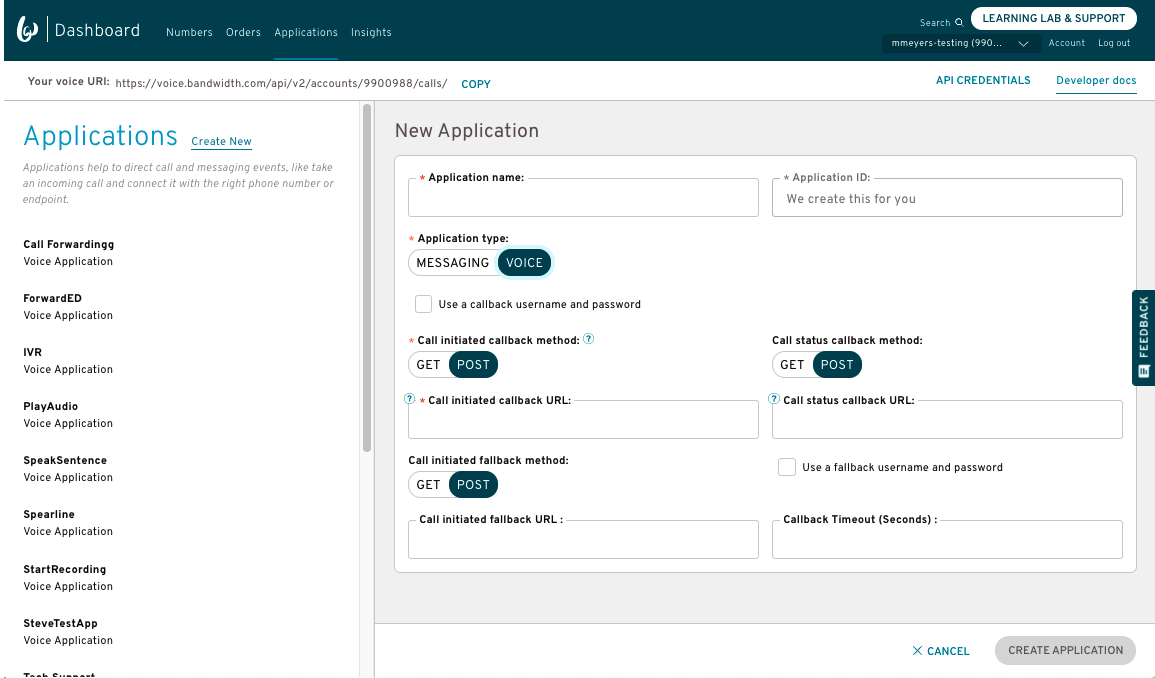 Dashboard
Numbers Orders Applications Insights
Search
LEARNING LAB & SUPPORT
mmeyers-testing (990...
Account Log out
Your voice URI: https://voice.bandwidth.com/api/v2/accounts/9900988/calls/ COPY
API CREDENTIALS Developer docs
Applications Create New
Applications help to direct call and messaging events, like take
an incoming call and connect it with the right phone number or
endpoint.
Call Forwardingg
Voice Application
ForwardED
Voice Application
IVR
Voice Application
PlayAudio
Voice Application
SpeakSentence
Voice Application
Spearline
Voice Application
StartRecording
Voice Application
SteveTestApp
Voice Application
Tech Support
New Application
* Application name:
* Application ID:
We create this for you
* Application type:
MESSAGING VOICE
Use a callback username and password
* Call initiated callback method: ?
GET POST
Call status callback method:
GET POST
? * Call initiated callback URL:
? Call status callback URL:
Call initiated fallback method:
GET POST
Use a fallback username and password
Call initiated fallback URL :
Callback Timeout (Seconds) :
CANCEL
CREATE APPLICATION
FEEDBACK